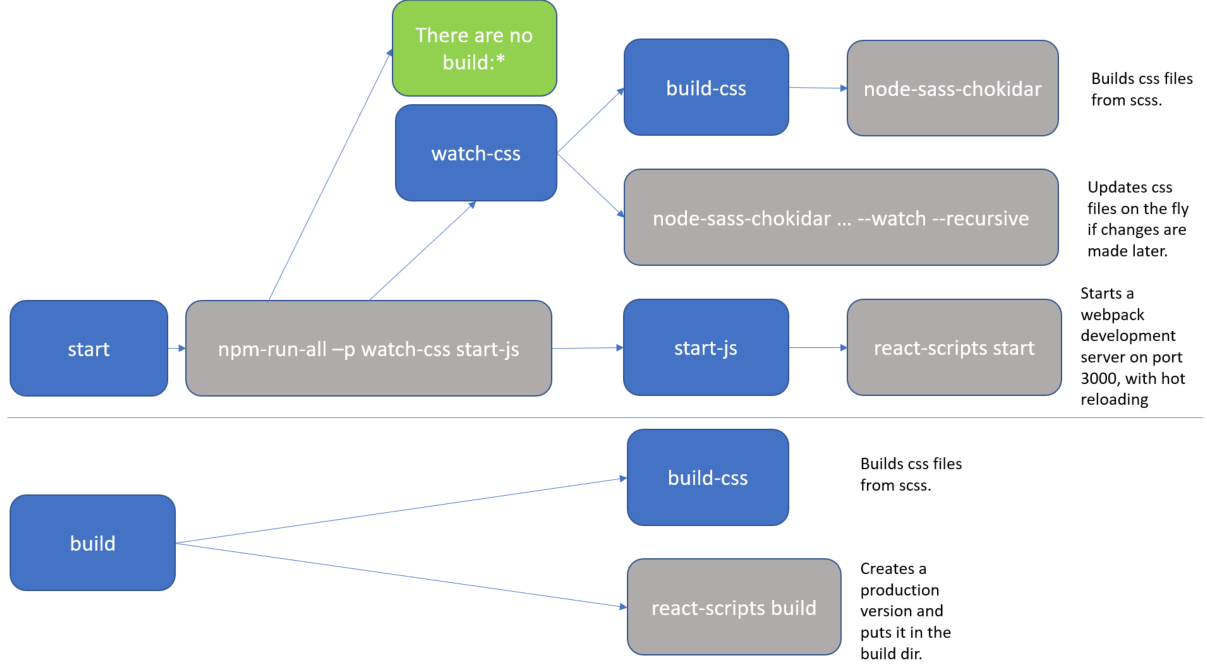 There are no
build:*
build-css
node-sass-chokidar
Builds css files
from scss.
watch-css
node-sass-chokidar ... --watch --recursive
Updates css
files on the fly
if changes are
made later.
start
npm-run-all –p watch-css start-js
start-js
react-scripts start
Starts a
webpack
development
server on port
3000, with hot
reloading
build
build-css
Builds css files
from scss.
react-scripts build
Creates a
production
version and
puts it in the
build dir.